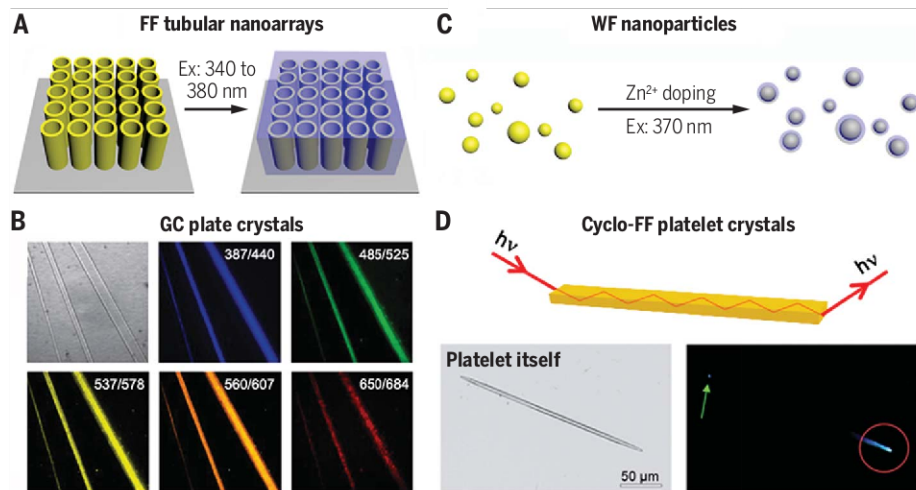 A
FF tubular nanoarrays
Ex: 340 to
380 nm
B
GC plate crystals
387/440
485/525
537/578
560/607
650/684
C
WF nanoparticles
Zn²⁺ doping
Ex: 370 nm
D
Cyclo-FF platelet crystals
hν
hν
Platelet itself
50 µm